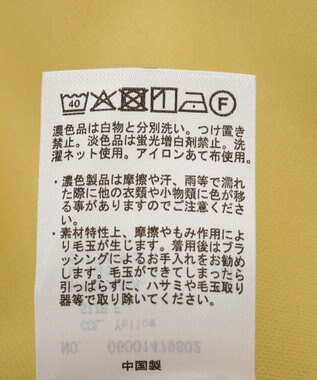 40 F
濃色品は白物と分別洗い。つけ置き
禁止。淡色品は蛍光増白剤禁止。洗
濯ネット使用。アイロンあて布使用。
・濃色製品は摩擦や汗、雨等で濡れ
た際に他の衣類や小物類に色が移
る事がありますのでご注意くださ
い。
・素材特性上、摩擦やもみ作用によ
り毛玉が生じます。着用後はブラ
ッシングによるお手入れをお勧め
します。毛玉ができてしまったら
引っぱらずに、ハサミや毛玉取り
器等で取り除いてください。
COL. Yellow
NO. 06001479802
中国製